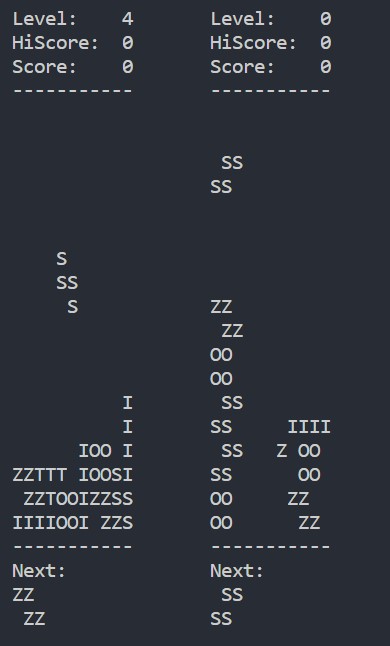 Level:    4       Level:    0
HiScore:  0       HiScore:  0
Score:    0       Score:    0
-----------       -----------
                   SS
                  SS
    S
    SS
     S            ZZ
                   ZZ
                  OO
                  OO
          I        SS
          I       SS     IIII
      IOO I        SS   Z OO
ZZTTT IOOSI       SS      OO
 ZZTOOIZZSS       OO     ZZ
IIIIOOI ZZS       OO      ZZ
-----------       -----------
Next:             Next:
ZZ                 SS
 ZZ               SS